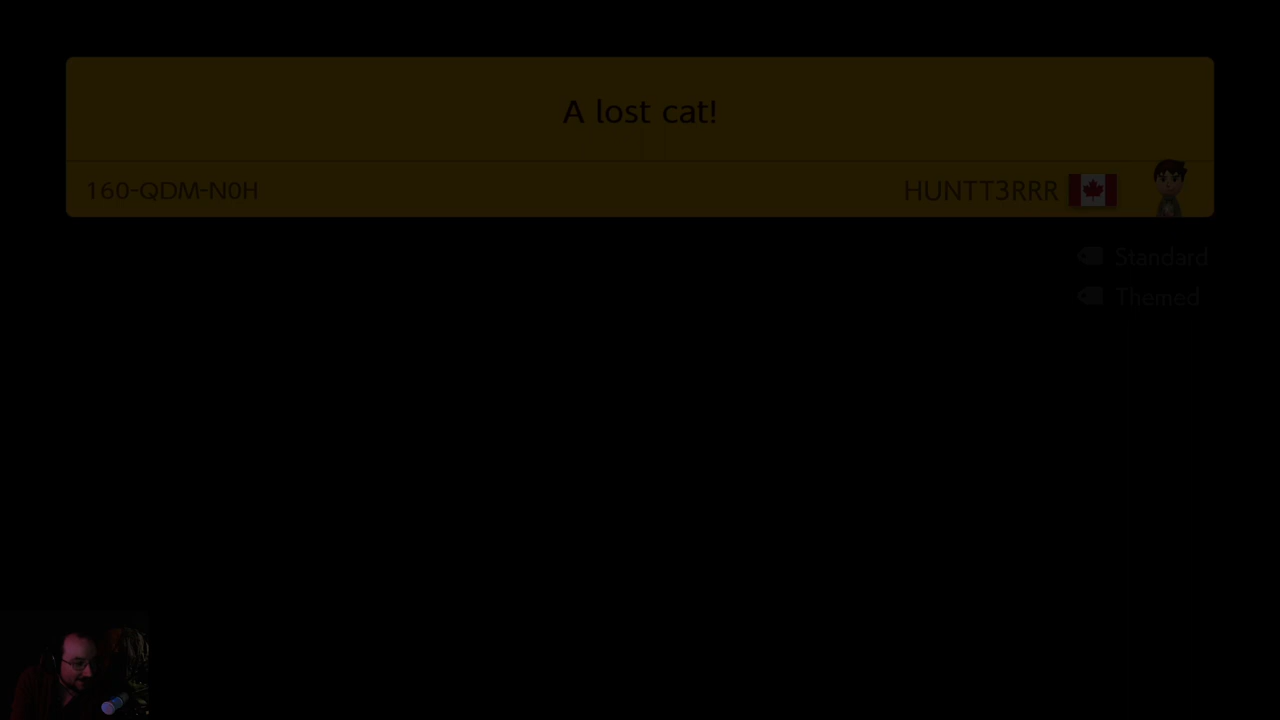 A lost cat!
160-QDM-N0H
HUNTT3RRR
Standard
Themed